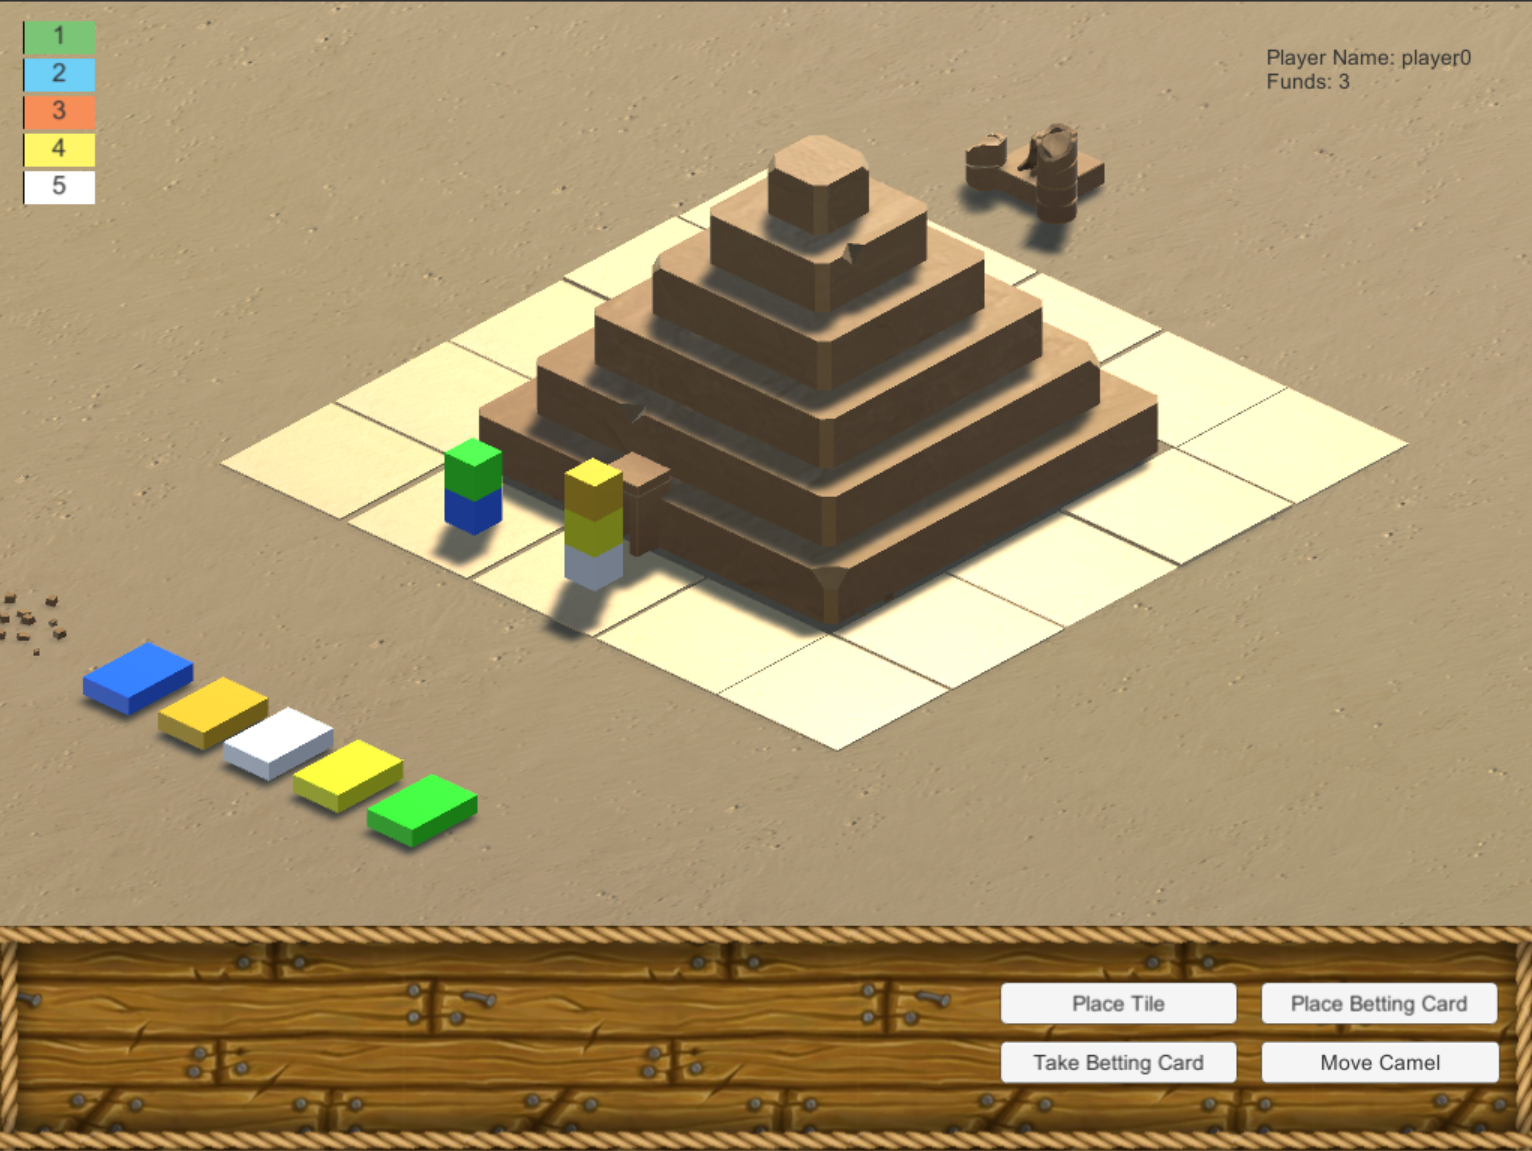 1
2
3
4
5
Player Name: player0
Funds: 3
Place Tile
Place Betting Card
Take Betting Card
Move Camel